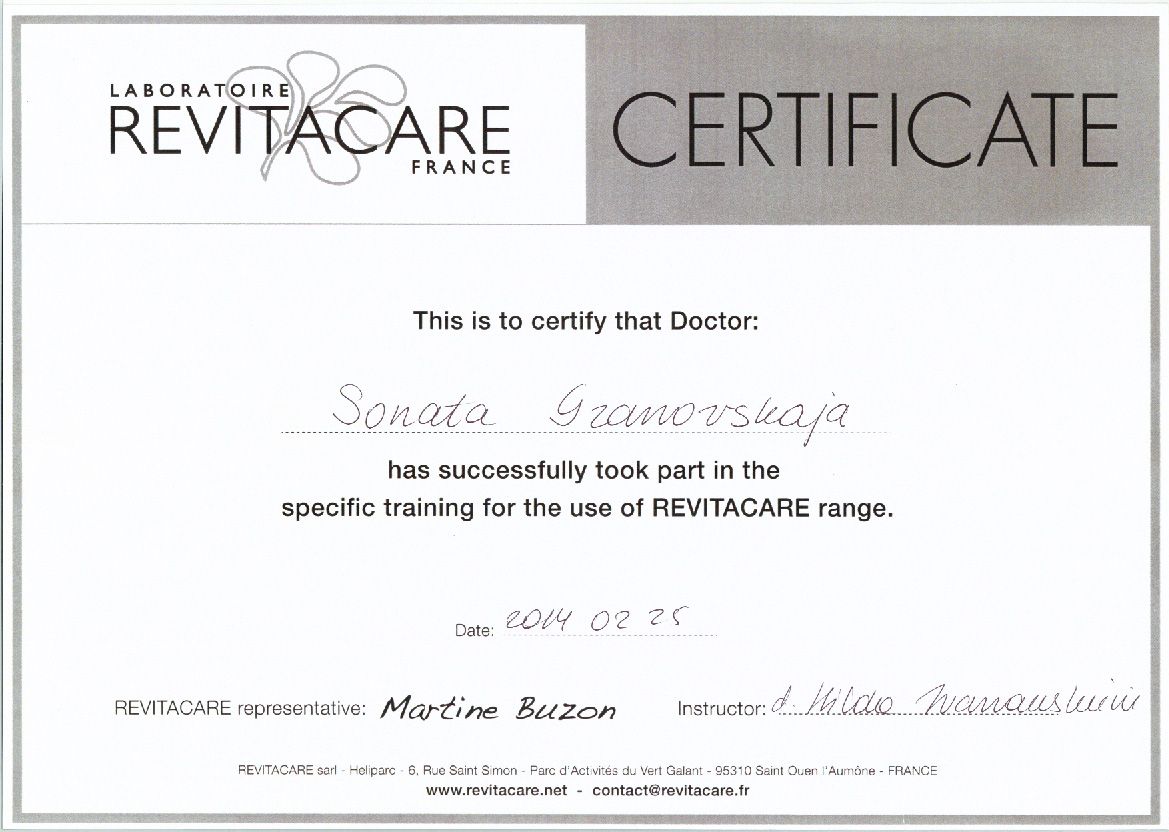 LABORATOIRE
REVITACARE
FRANCE
CERTIFICATE
This is to certify that Doctor:
Sonata Granovskaja
has successfully took part in the
specific training for the use of REVITACARE range.
Date: 2014 02 25
REVITACARE representative: Martine Buzon
Instructor: d. Milda
REVITACARE sarl - Heliparc - 6, Rue Saint Simon - Parc d'Activités du Vert Galant - 95310 Saint Ouen l'Aumône - FRANCE
www.revitacare.net - contact@revitacare.fr